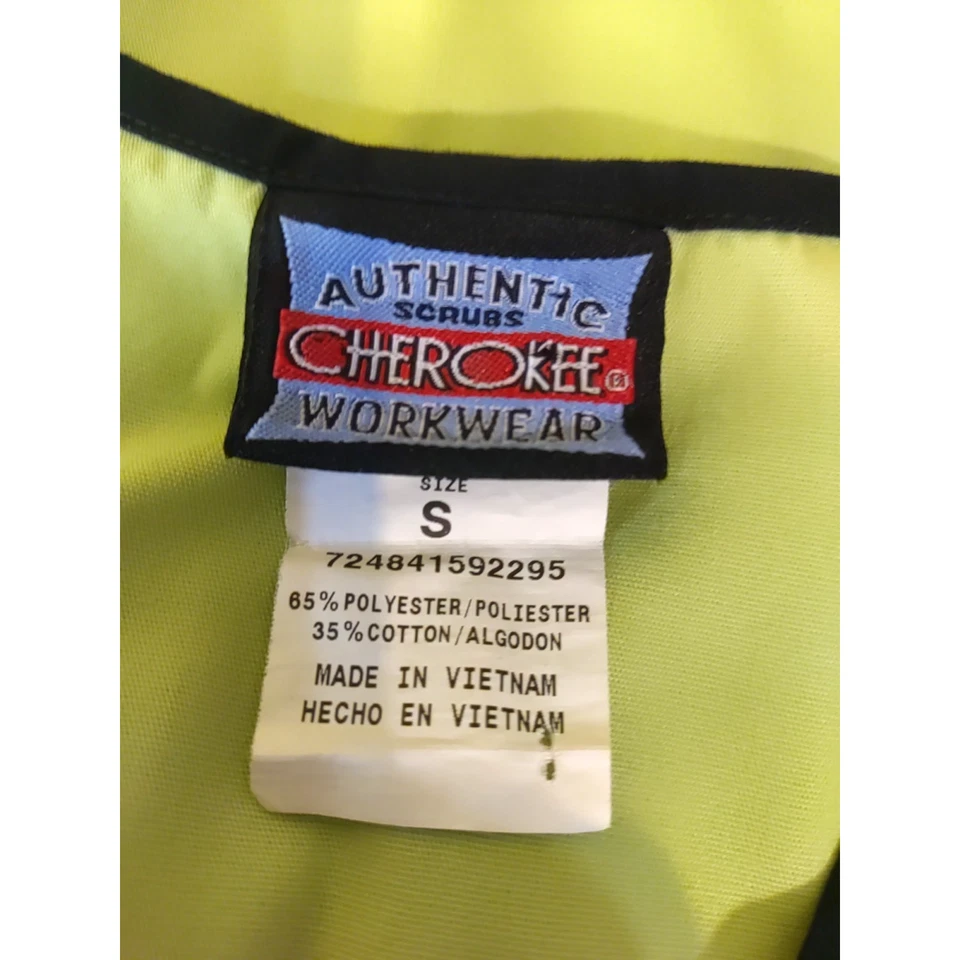 AUTHENTIC
SCRUBS
CHEROKEE®
WORKWEAR
SIZE
S
724841592295
65% POLYESTER/POLIESTER
35% COTTON/ALGODON
MADE IN VIETNAM
HECHO EN VIETNAM